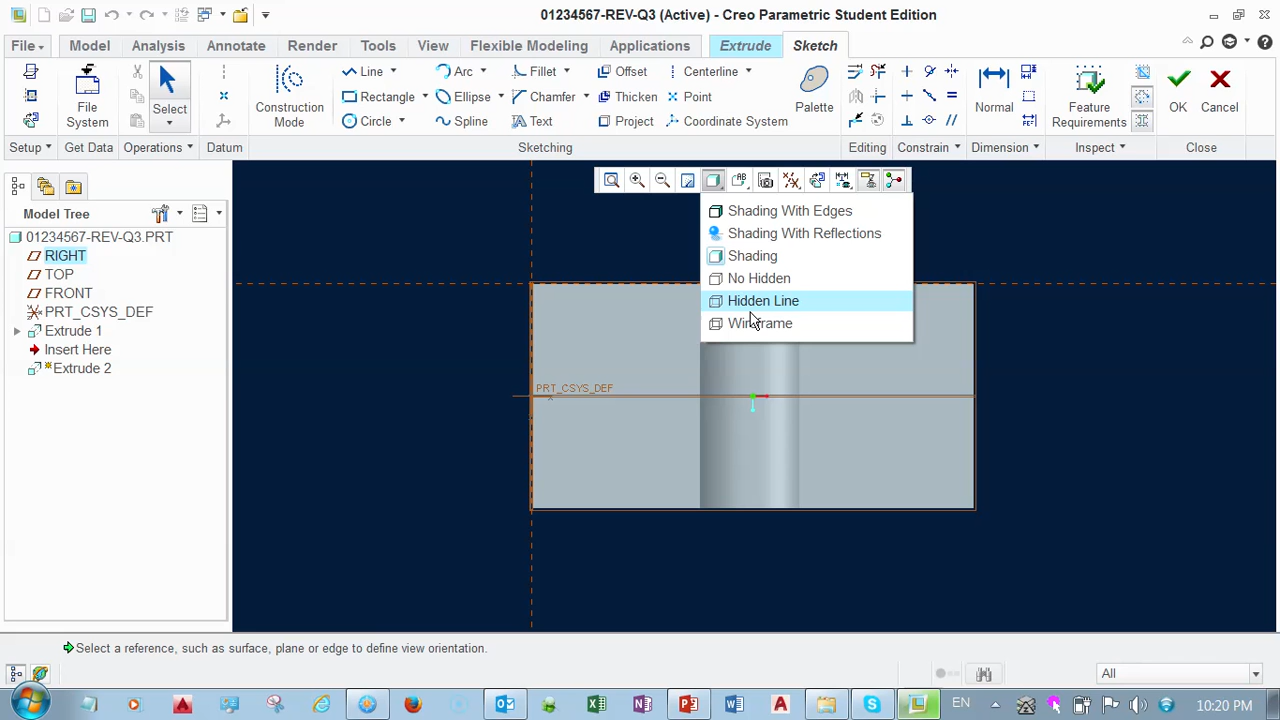 01234567-REV-Q3 (Active) - Creo Parametric Student Edition
File Model Analysis Annotate Render Tools View Flexible Modeling Applications Extrude Sketch
Line Arc Fillet Offset Centerline
Rectangle Ellipse Chamfer Thicken Point
Circle Spline Text Project Coordinate System
File System
Select
Construction Mode
Palette
Normal
Feature Requirements
OK Cancel
Setup Get Data Operations Datum Sketching Editing Constrain Dimension Inspect Close
Model Tree
01234567-REV-Q3.PRT
RIGHT
TOP
FRONT
PRT_CSYS_DEF
Extrude 1
Insert Here
Extrude 2
Shading With Edges
Shading With Reflections
Shading
No Hidden
Hidden Line
Wireframe
PRT_CSYS_DEF
Select a reference, such as surface, plane or edge to define view orientation.
All
EN
10:20 PM